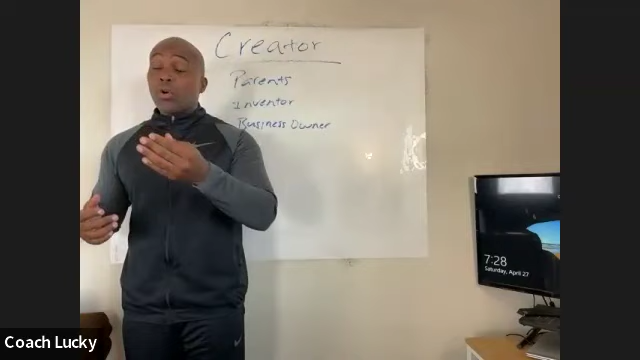 Creator
Parents
Inventor
Business Owner
7:28
Saturday, April 27
Coach Lucky